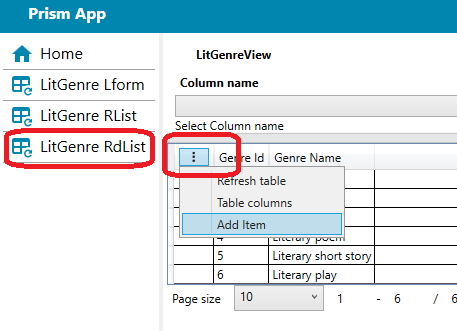 Prism App
Home
LitGenre Lform
LitGenre RList
LitGenre RdList
LitGenreView
Column name
Select Column name
Genre Id Genre Name
Refresh table
Table columns
Add Item
Literary poem
5 Literary short story
6 Literary play
Page size 10 1 - 6 / 6